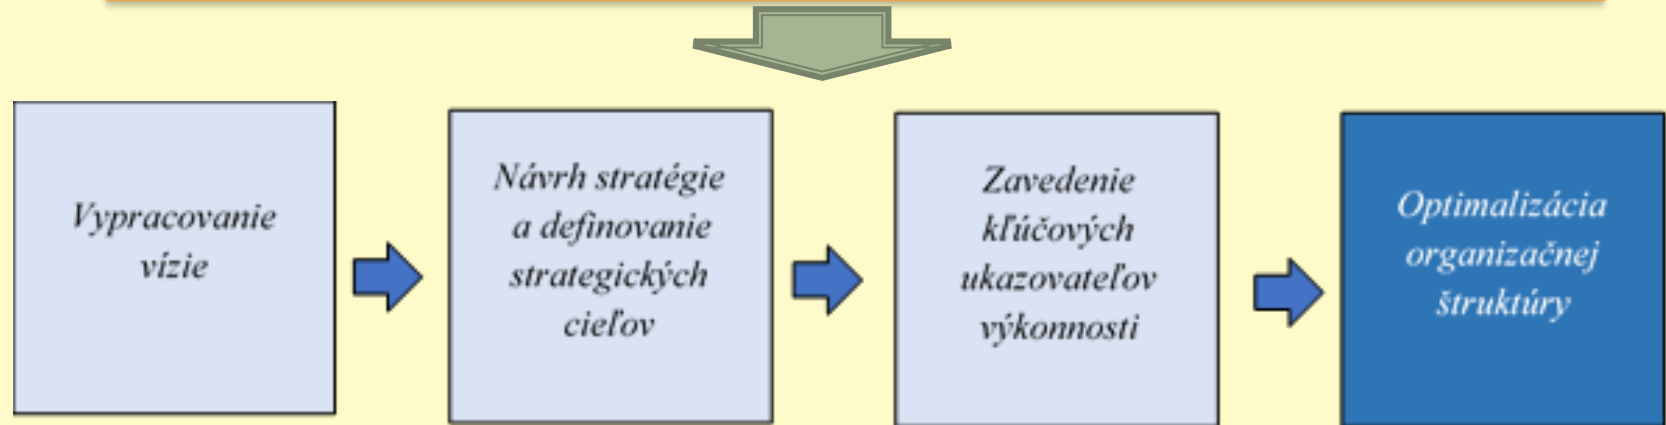 Vypracovanie
vízie
Návrh stratégie
a definovanie
strategických
cieľov
Zavedenie
kľúčových
ukazovateľov
výkonnosti
Optimalizácia
organizačnej
štruktúry